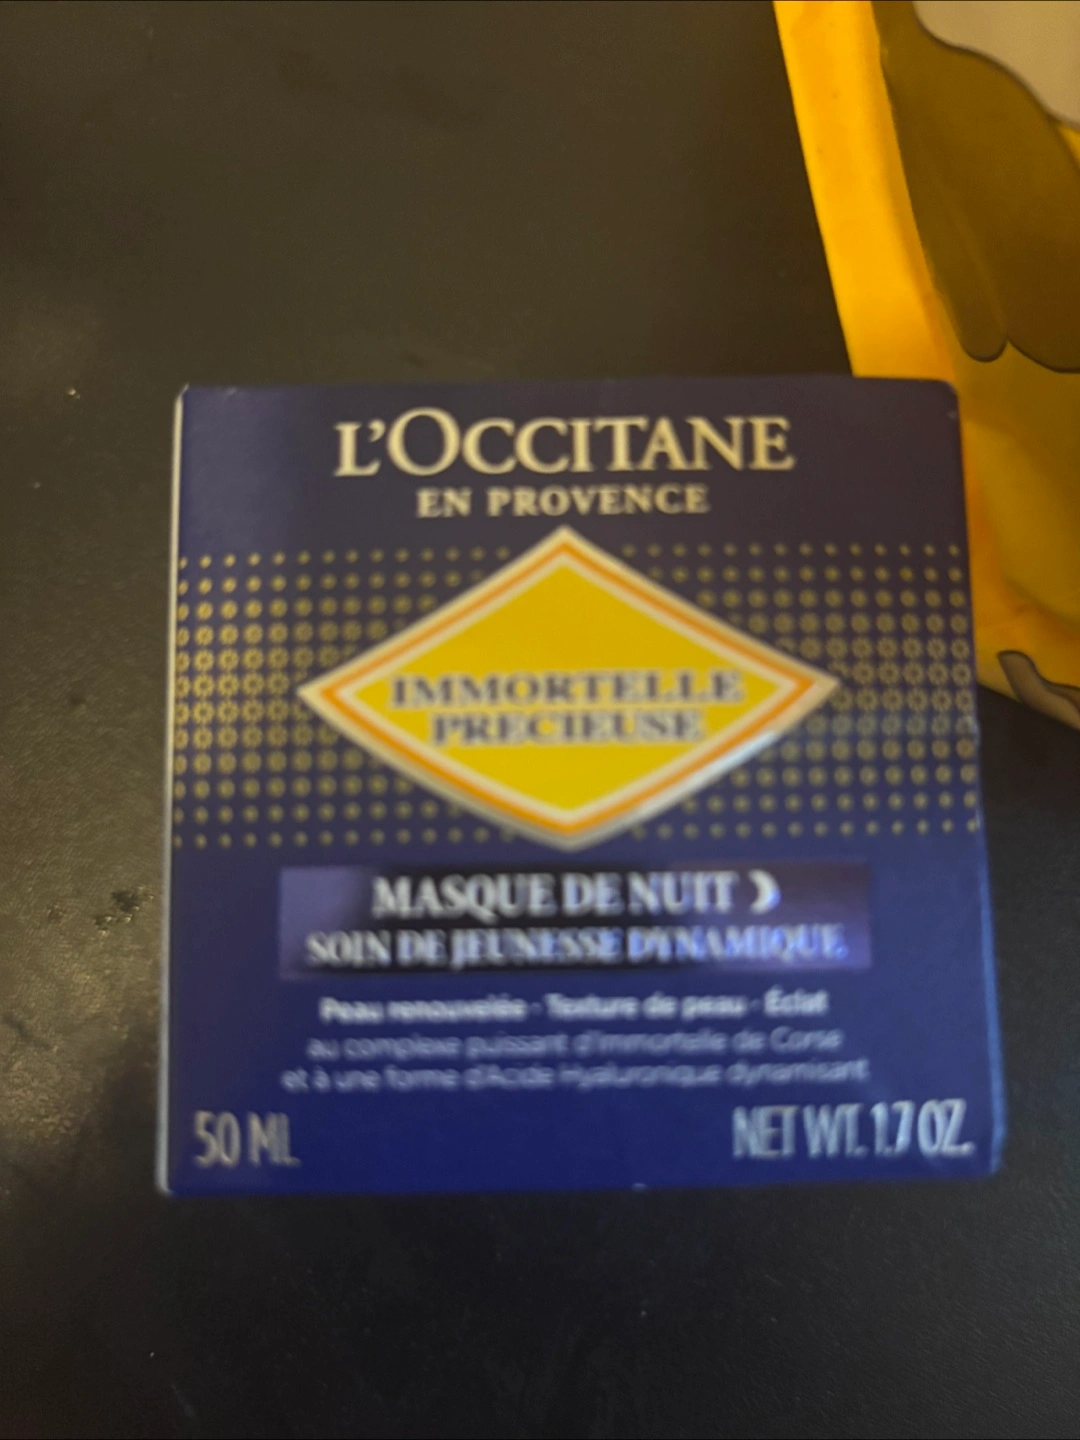 L'OCCITANE
EN PROVENCE
IMMORTELLE
PRECIEUSE
MASQUE DE NUIT
SOIN DE JEUNESSE DYNAMIQUE
Peau renouvelée - Texture de peau - Éclat
au complexe puissant d'Immortelle de Corse
et à une forme d'Acide Hyaluronique dynamisant
50 ML
NET WT. 1.7 OZ.